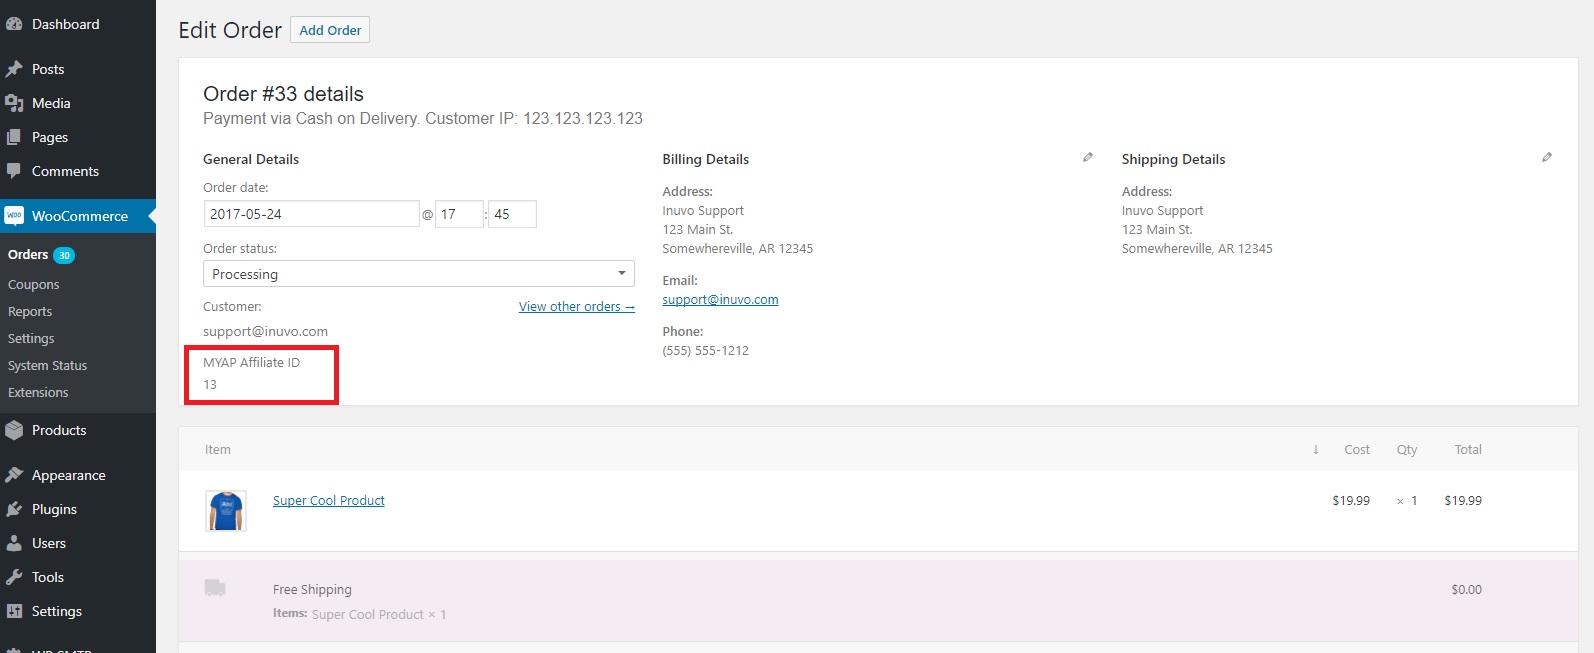 Dashboard
Posts
Media
Pages
Comments
WOO WooCommerce
Orders 30
Coupons
Reports
Settings
System Status
Extensions
Products
Appearance
Plugins
Users
Tools
Settings
Edit Order Add Order
Order #33 details
Payment via Cash on Delivery. Customer IP: 123.123.123.123
General Details
Order date:
2017-05-24 @ 17 : 45
Order status:
Processing
Customer: View other orders →
support@inuvo.com
MYAP Affiliate ID
13
Billing Details
Address:
Inuvo Support
123 Main St.
Somewhereville, AR 12345
Email:
support@inuvo.com
Phone:
(555) 555-1212
Shipping Details
Address:
Inuvo Support
123 Main St.
Somewhereville, AR 12345
Item ↓ Cost Qty Total
Super Cool Product $19.99 × 1 $19.99
Free Shipping $0.00
Items: Super Cool Product × 1